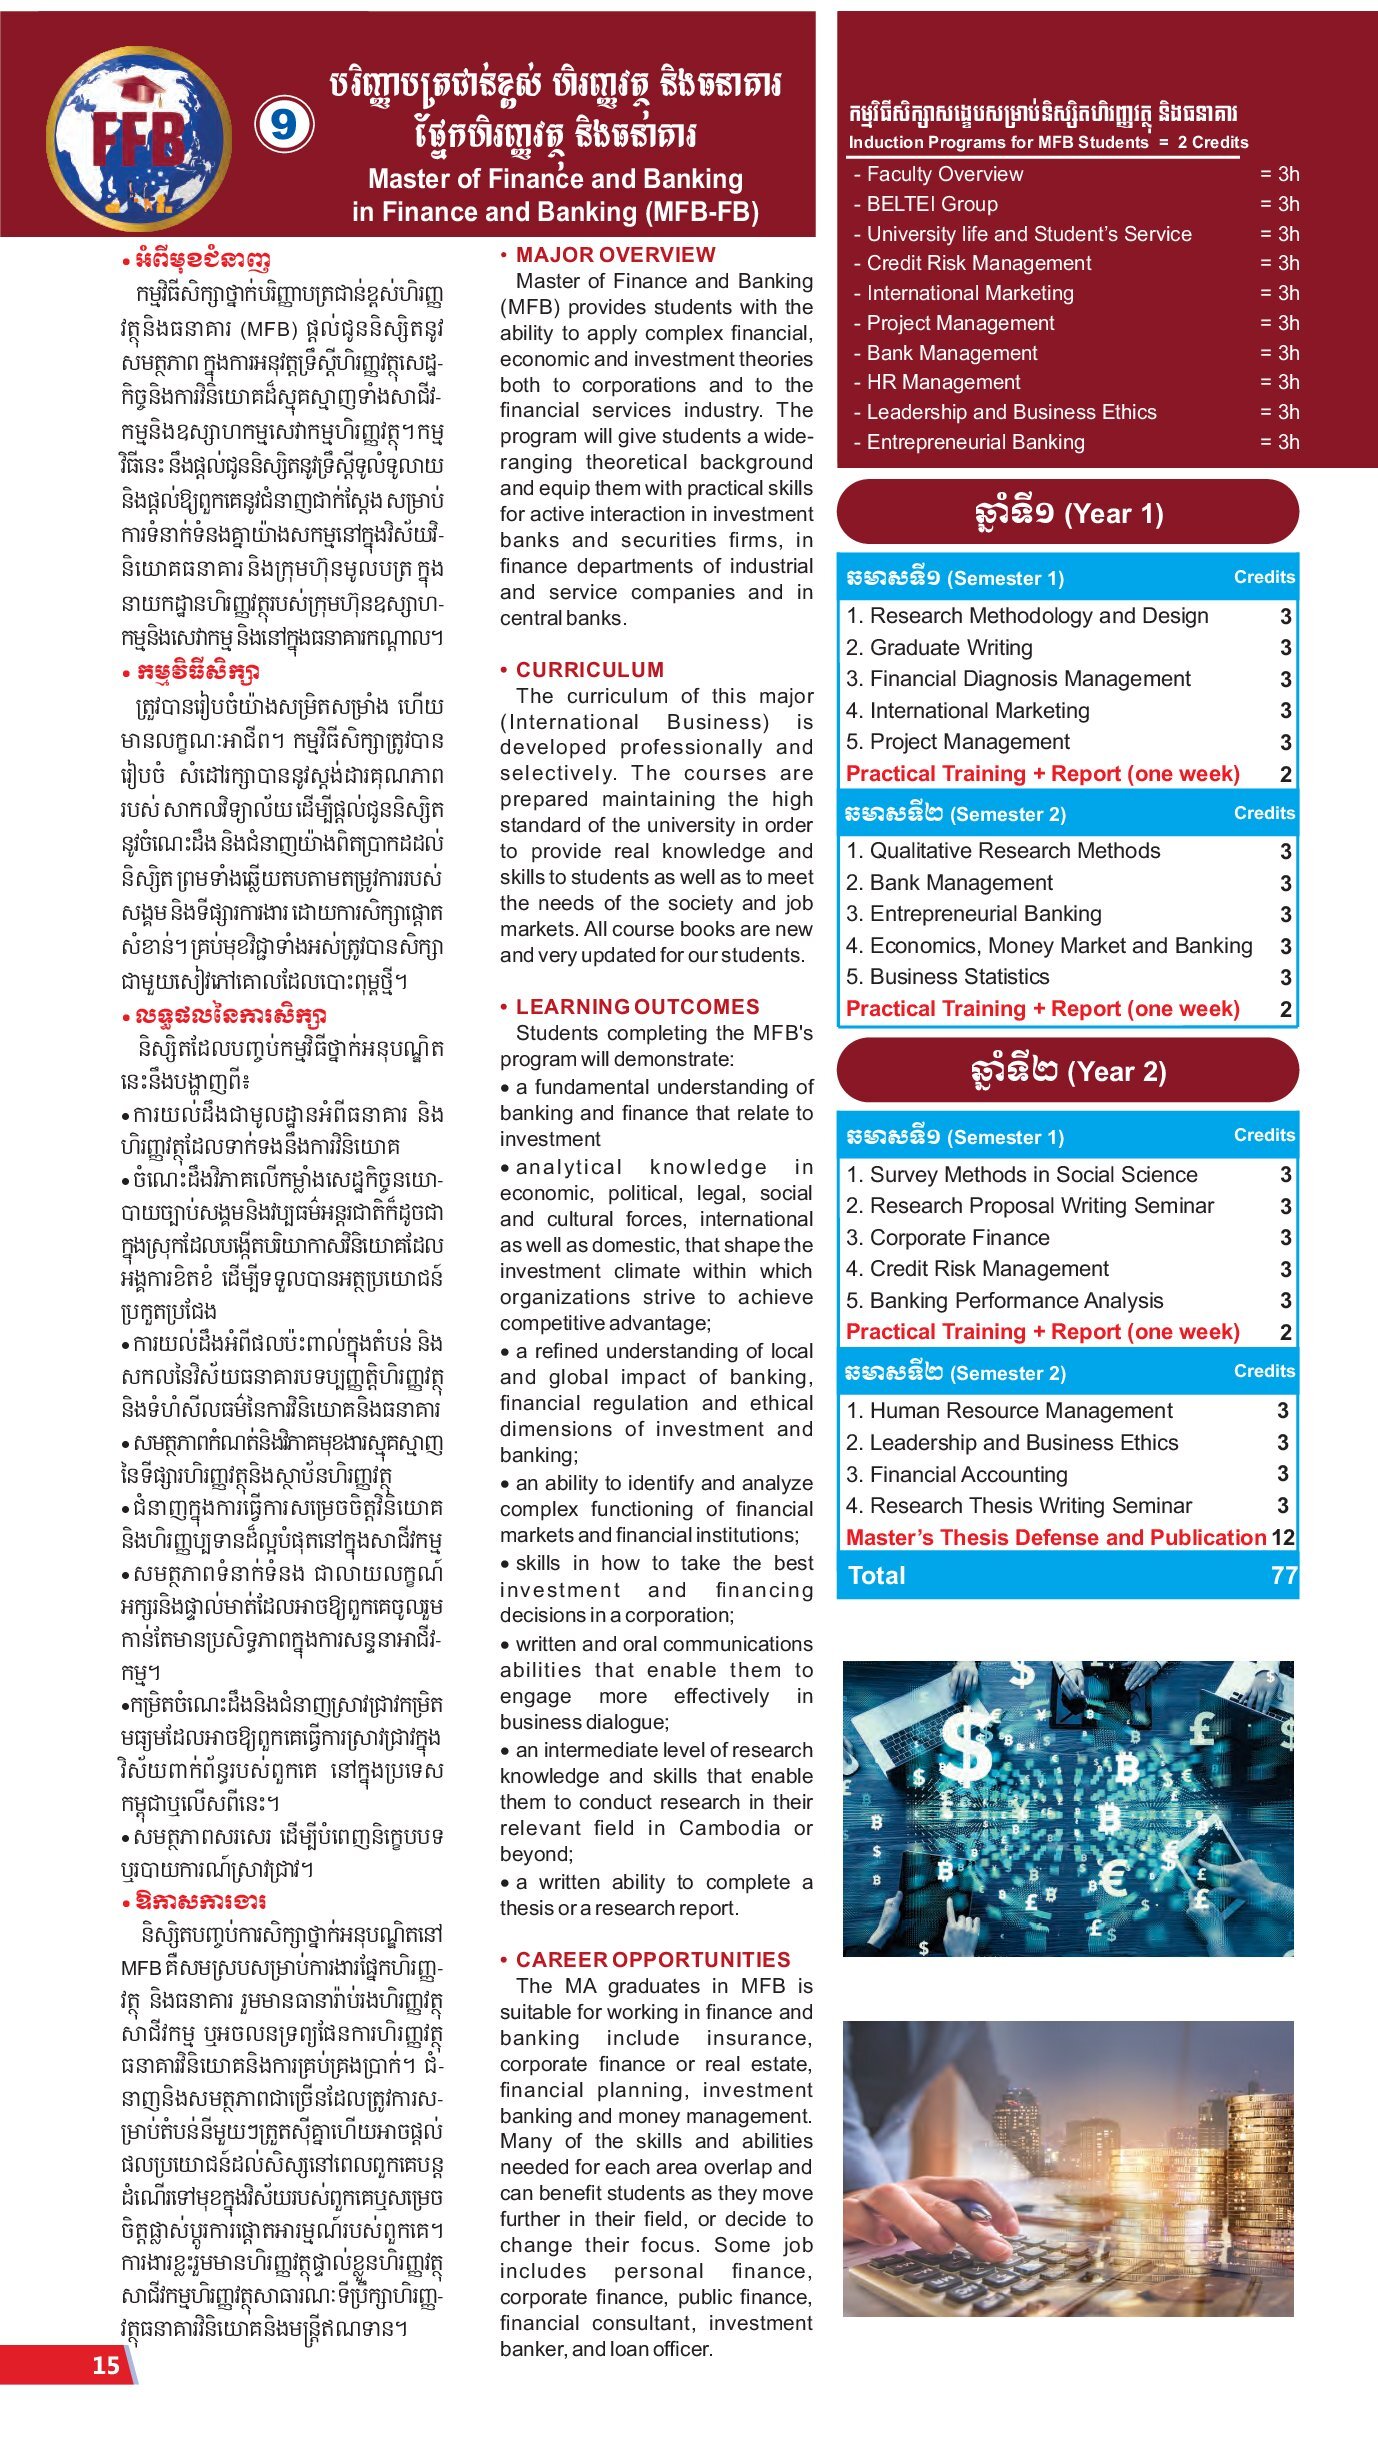 FFB
9
បរិញ្ញាបត្រជាន់ខ្ពស់ ហិរញ្ញវត្ថុ និងធនាគារ
ផ្នែកហិរញ្ញវត្ថុ និងធនាគារ
Master of Finance and Banking
in Finance and Banking (MFB-FB)
• អំពីមុខជំនាញ
កម្មវិធីសិក្សាថ្នាក់បរិញ្ញាបត្រជាន់ខ្ពស់ហិរញ្ញ
វត្ថុនិងធនាគារ (MFB) ផ្តល់ជូននិស្សិតនូវ
សមត្ថភាព ក្នុងការអនុវត្តទ្រឹស្តីហិរញ្ញវត្ថុសេដ្ឋ-
កិច្ចនិងការវិនិយោគដ៏ស្មុគស្មាញទាំងសាជីវ-
កម្មនិងឧស្សាហកម្មសេវាកម្មហិរញ្ញវត្ថុ។ កម្ម
វិធីនេះ នឹងផ្តល់ជូននិស្សិតនូវទ្រឹស្តីទូលំទូលាយ
និងផ្តល់ឱ្យពួកគេនូវជំនាញជាក់ស្តែង សម្រាប់
ការទំនាក់ទំនងគ្នាយ៉ាងសកម្មនៅក្នុងវិស័យវិ-
និយោគធនាគារ និងក្រុមហ៊ុនមូលបត្រ ក្នុង
នាយកដ្ឋានហិរញ្ញវត្ថុរបស់ក្រុមហ៊ុនឧស្សាហ-
កម្មនិងសេវាកម្ម និងនៅក្នុងធនាគារកណ្តាល។
• កម្មវិធីសិក្សា
ត្រូវបានរៀបចំយ៉ាងសម្រិតសម្រាំង ហើយ
មានលក្ខណៈអាជីព។ កម្មវិធីសិក្សាត្រូវបាន
រៀបចំ សំដៅរក្សាបាននូវស្តង់ដារគុណភាព
របស់ សាកលវិទ្យាល័យ ដើម្បីផ្តល់ជូននិស្សិត
នូវចំណេះដឹង និងជំនាញយ៉ាងពិតប្រាកដដល់
និស្សិត ព្រមទាំងឆ្លើយតបតាមតម្រូវការរបស់
សង្គម និងទីផ្សារការងារ ដោយការសិក្សាផ្តោត
សំខាន់។ គ្រប់មុខវិជ្ជាទាំងអស់ត្រូវបានសិក្សា
ជាមួយសៀវភៅគោលដែលបោះពុម្ពថ្មី។
• លទ្ធផលនៃការសិក្សា
និស្សិតដែលបញ្ចប់កម្មវិធីថ្នាក់អនុបណ្ឌិត
នេះនឹងបង្ហាញពី៖
• ការយល់ដឹងជាមូលដ្ឋានអំពីធនាគារ និង
ហិរញ្ញវត្ថុដែលទាក់ទងនឹងការវិនិយោគ
• ចំណេះដឹងវិភាគលើកម្លាំងសេដ្ឋកិច្ចនយោ-
បាយច្បាប់សង្គមនិងវប្បធម៌អន្តរជាតិក៏ដូចជា
ក្នុងស្រុកដែលបង្កើតបរិយាកាសវិនិយោគដែល
អង្គការខិតខំ ដើម្បីទទួលបានអត្ថប្រយោជន៍
ប្រកួតប្រជែង
• ការយល់ដឹងអំពីផលប៉ះពាល់ក្នុងតំបន់ និង
សកលនៃវិស័យធនាគារបទប្បញ្ញត្តិហិរញ្ញវត្ថុ
និងទំហំសីលធម៌នៃការវិនិយោគនិងធនាគារ
• សមត្ថភាពកំណត់និងវិភាគមុខងារស្មុគស្មាញ
នៃទីផ្សារហិរញ្ញវត្ថុនិងស្ថាប័នហិរញ្ញវត្ថុ
• ជំនាញក្នុងការធ្វើការសម្រេចចិត្តវិនិយោគ
និងហិរញ្ញប្បទានដ៏ល្អបំផុតនៅក្នុងសាជីវកម្ម
• សមត្ថភាពទំនាក់ទំនង ជាលាយលក្ខណ៍
អក្សរនិងផ្ទាល់មាត់ដែលអាចឱ្យពួកគេចូលរួម
កាន់តែមានប្រសិទ្ធភាពក្នុងការសន្ទនាអាជីវ-
កម្ម។
•កម្រិតចំណេះដឹងនិងជំនាញស្រាវជ្រាវកម្រិត
មធ្យមដែលអាចឱ្យពួកគេធ្វើការស្រាវជ្រាវក្នុង
វិស័យពាក់ព័ន្ធរបស់ពួកគេ នៅក្នុងប្រទេស
កម្ពុជាឬលើសពីនេះ។
• សមត្ថភាពសរសេរ ដើម្បីបំពេញនិក្ខេបបទ
ឬរបាយការណ៍ស្រាវជ្រាវ។
• ឱកាសការងារ
និស្សិតបញ្ចប់ការសិក្សាថ្នាក់អនុបណ្ឌិតនៅ
MFB គឺសមស្របសម្រាប់ការងារផ្នែកហិរញ្ញ-
វត្ថុ និងធនាគារ រួមមានធានារ៉ាប់រងហិរញ្ញវត្ថុ
សាជីវកម្ម ឬអចលនទ្រព្យផែនការហិរញ្ញវត្ថុ
ធនាគារវិនិយោគនិងការគ្រប់គ្រងប្រាក់។ ជំ-
នាញនិងសមត្ថភាពជាច្រើនដែលត្រូវការស-
ម្រាប់តំបន់នីមួយៗត្រួតស៊ីគ្នាហើយអាចផ្តល់
ផលប្រយោជន៍ដល់សិស្សនៅពេលពួកគេបន្ត
ដំណើរទៅមុខក្នុងវិស័យរបស់ពួកគេឬសម្រេច
ចិត្តផ្លាស់ប្តូរការផ្តោតអារម្មណ៍របស់ពួកគេ។
ការងារខ្លះរួមមានហិរញ្ញវត្ថុផ្ទាល់ខ្លួនហិរញ្ញវត្ថុ
សាជីវកម្មហិរញ្ញវត្ថុសាធារណៈទីប្រឹក្សាហិរញ្ញ-
វត្ថុធនាគារវិនិយោគនិងមន្ត្រីឥណទាន។
15
• MAJOR OVERVIEW
Master of Finance and Banking
(MFB) provides students with the
ability to apply complex financial,
economic and investment theories
both to corporations and to the
financial services industry. The
program will give students a wide-
ranging theoretical background
and equip them with practical skills
for active interaction in investment
banks and securities firms, in
finance departments of industrial
and service companies and in
central banks.
• CURRICULUM
The curriculum of this major
(International Business) is
developed professionally and
selectively. The courses are
prepared maintaining the high
standard of the university in order
to provide real knowledge and
skills to students as well as to meet
the needs of the society and job
markets. All course books are new
and very updated for our students.
• LEARNING OUTCOMES
Students completing the MFB's
program will demonstrate:
• a fundamental understanding of
banking and finance that relate to
investment
• analytical knowledge in
economic, political, legal, social
and cultural forces, international
as well as domestic, that shape the
investment climate within which
organizations strive to achieve
competitive advantage;
• a refined understanding of local
and global impact of banking,
financial regulation and ethical
dimensions of investment and
banking;
• an ability to identify and analyze
complex functioning of financial
markets and financial institutions;
• skills in how to take the best
investment and financing
decisions in a corporation;
• written and oral communications
abilities that enable them to
engage more effectively in
business dialogue;
• an intermediate level of research
knowledge and skills that enable
them to conduct research in their
relevant field in Cambodia or
beyond;
• a written ability to complete a
thesis or a research report.
• CAREER OPPORTUNITIES
The MA graduates in MFB is
suitable for working in finance and
banking include insurance,
corporate finance or real estate,
financial planning, investment
banking and money management.
Many of the skills and abilities
needed for each area overlap and
can benefit students as they move
further in their field, or decide to
change their focus. Some job
includes personal finance,
corporate finance, public finance,
financial consultant, investment
banker, and loan officer.
កម្មវិធីសិក្សាសង្ខេបសម្រាប់និស្សិតហិរញ្ញវត្ថុ និងធនាគារ
Induction Programs for MFB Students = 2 Credits
- Faculty Overview = 3h
- BELTEI Group = 3h
- University life and Student’s Service = 3h
- Credit Risk Management = 3h
- International Marketing = 3h
- Project Management = 3h
- Bank Management = 3h
- HR Management = 3h
- Leadership and Business Ethics = 3h
- Entrepreneurial Banking = 3h
ឆ្នាំទី១ (Year 1)
ឆមាសទី១ (Semester 1) Credits
1. Research Methodology and Design 3
2. Graduate Writing 3
3. Financial Diagnosis Management 3
4. International Marketing 3
5. Project Management 3
Practical Training + Report (one week) 2
ឆមាសទី២ (Semester 2) Credits
1. Qualitative Research Methods 3
2. Bank Management 3
3. Entrepreneurial Banking 3
4. Economics, Money Market and Banking 3
5. Business Statistics 3
Practical Training + Report (one week) 2
ឆ្នាំទី២ (Year 2)
ឆមាសទី១ (Semester 1) Credits
1. Survey Methods in Social Science 3
2. Research Proposal Writing Seminar 3
3. Corporate Finance 3
4. Credit Risk Management 3
5. Banking Performance Analysis 3
Practical Training + Report (one week) 2
ឆមាសទី២ (Semester 2) Credits
1. Human Resource Management 3
2. Leadership and Business Ethics 3
3. Financial Accounting 3
4. Research Thesis Writing Seminar 3
Master’s Thesis Defense and Publication 12
Total 77